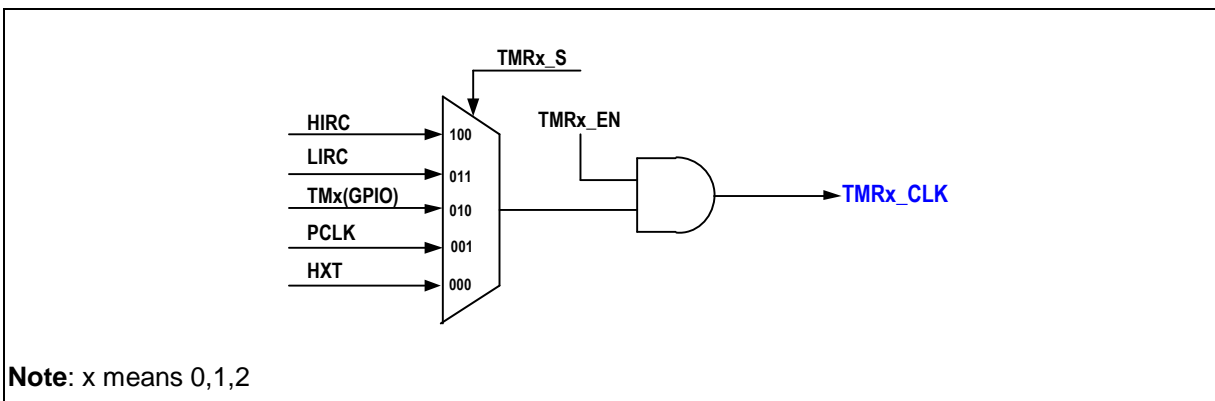 TMRx_S
TMRx_EN
HIRC
100
LIRC
011
TMx(GPIO)
010
TMRx_CLK
PCLK
001
HXT
000
Note: x means 0,1,2